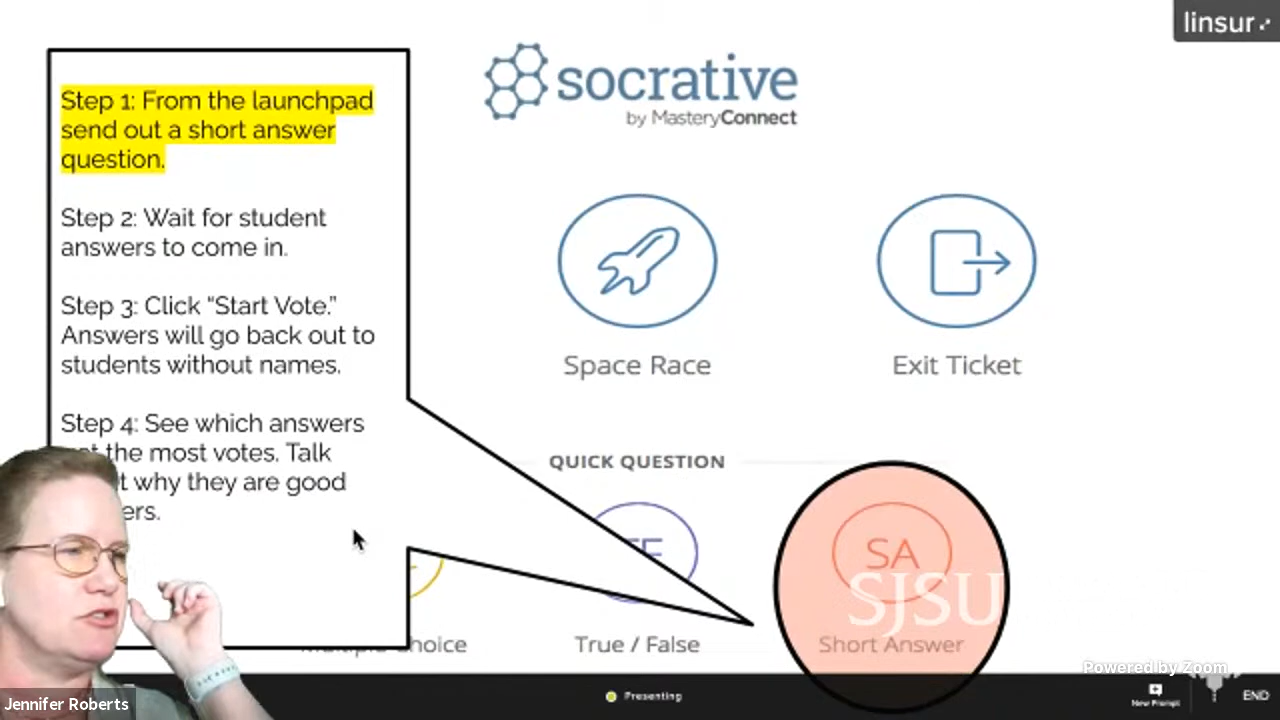 linsur
Step 1: From the launchpad
send out a short answer
question.
Step 2: Wait for student
answers to come in.
Step 3: Click “Start Vote.”
Answers will go back out to
students without names.
Step 4: See which answers
the most votes. Talk
why they are good
socrative
by MasteryConnect
Space Race
Exit Ticket
QUICK QUESTION
SA
SJSU
Choice
True / False
Short Answer
Powered by Zoom
Jennifer Roberts
Presenting
New Prompt
END